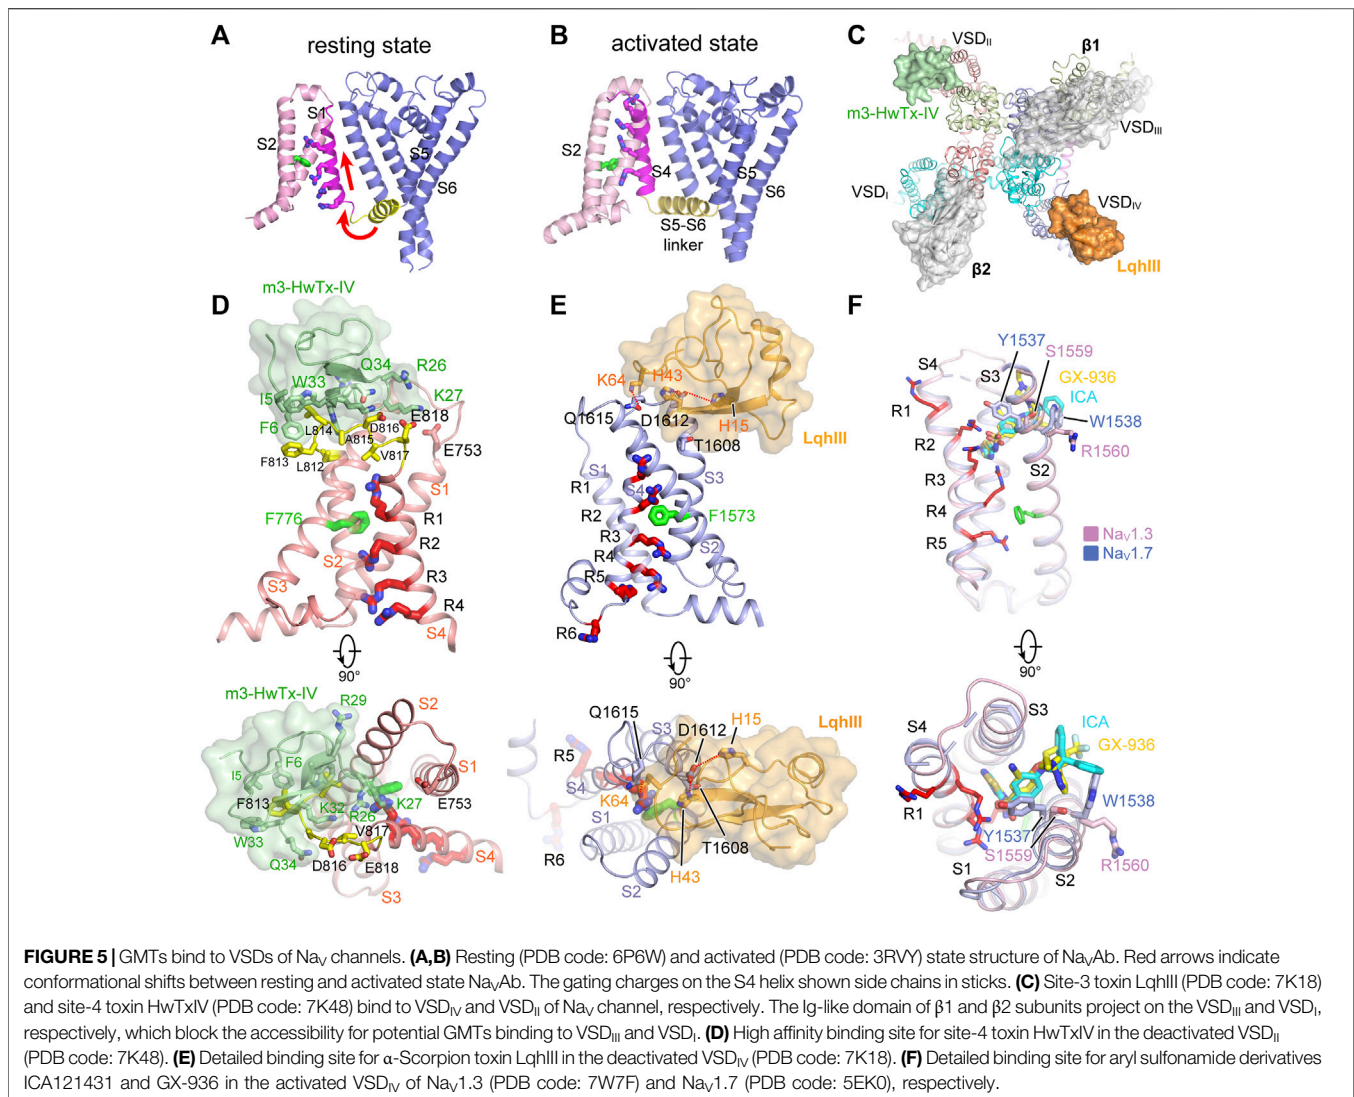 A
resting state
S1
S2
S5
S6
B
activated state
S2
S4
S5
S6
S5-S6
linker
C
VSDII
β1
m3-HwTx-IV
VSDIII
VSDI
VSDIV
β2
LqhIII
D
m3-HwTx-IV
Q34
R26
W33
I5
K27
E818
F6
L814
D816
A815
E753
F813
L812
V817
S1
F776
R1
S2
R2
S3
R3
R4
S4
90°
m3-HwTx-IV
R29
S2
F6
I5
S1
F813
K32
K27
E753
R26
V817
W33
Q34
D816
E818
S4
S3
E
K64
H43
Q1615
D1612
H15
LqhIII
T1608
S1
S3
R1
S4
R2
F1573
R3
S2
R4
R5
R6
90°
Q1615
D1612
H15
LqhIII
S3
R5
S4
K64
S1
T1608
R6
H43
S2
F
Y1537
S1559
S4
S3
GX-936
ICA
R1
W1538
R2
R1560
S2
R3
R4
R5
NaV1.3
NaV1.7
90°
S3
S4
ICA
GX-936
W1538
R1
Y1537
S1559
R1560
S1
S2
FIGURE 5 | GMTs bind to VSDs of NaV channels. (A,B) Resting (PDB code: 6P6W) and activated (PDB code: 3RVY) state structure of NaVAb. Red arrows indicate
conformational shifts between resting and activated state NaVAb. The gating charges on the S4 helix shown side chains in sticks. (C) Site-3 toxin LqhIII (PDB code: 7K18)
and site-4 toxin HwTxIV (PDB code: 7K48) bind to VSDIV and VSDII of NaV channel, respectively. The Ig-like domain of β1 and β2 subunits project on the VSDIII and VSDI,
respectively, which block the accessibility for potential GMTs binding to VSDIII and VSDI. (D) High affinity binding site for site-4 toxin HwTxIV in the deactivated VSDII
(PDB code: 7K48). (E) Detailed binding site for α-Scorpion toxin LqhIII in the deactivated VSDIV (PDB code: 7K18). (F) Detailed binding site for aryl sulfonamide derivatives
ICA121431 and GX-936 in the activated VSDIV of NaV1.3 (PDB code: 7W7F) and NaV1.7 (PDB code: 5EK0), respectively.